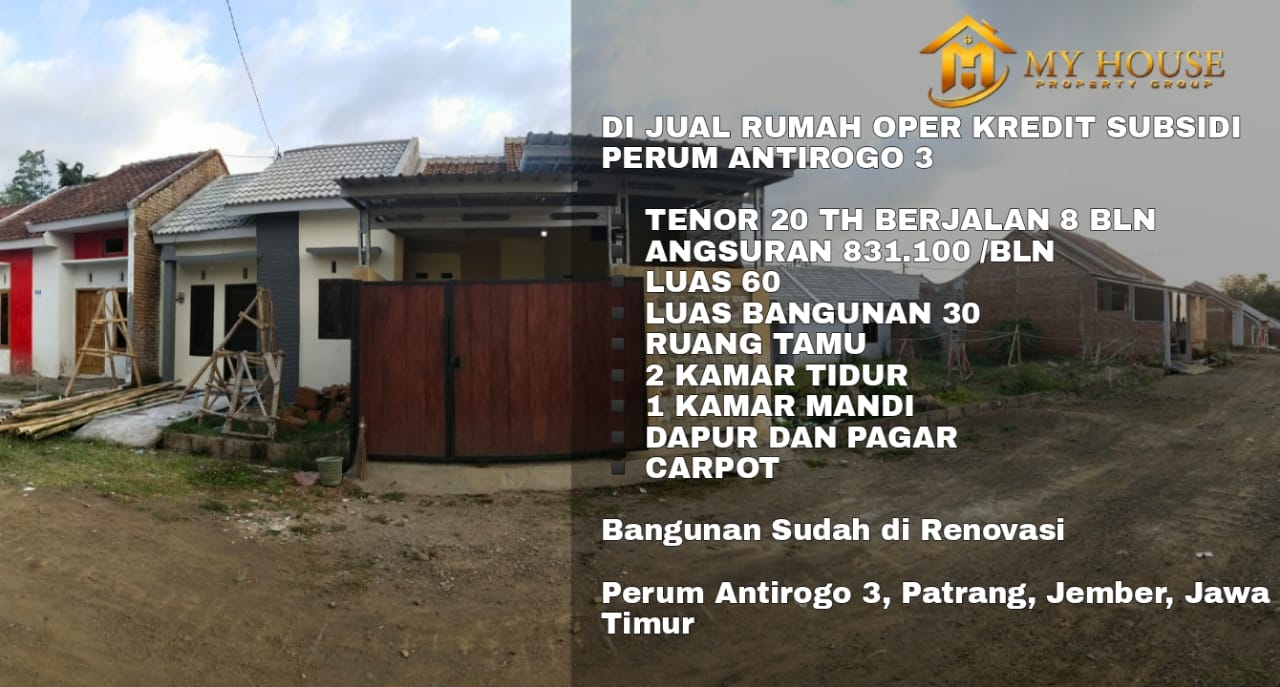 MY HOUSE
PROPERTY GROUP
DI JUAL RUMAH OPER KREDIT SUBSIDI
PERUM ANTIROGO 3
TENOR 20 TH BERJALAN 8 BLN
ANGSURAN 831.100 /BLN
LUAS 60
LUAS BANGUNAN 30
RUANG TAMU
2 KAMAR TIDUR
1 KAMAR MANDI
DAPUR DAN PAGAR
CARPOT
Bangunan Sudah di Renovasi
Perum Antirogo 3, Patrang, Jember, Jawa
Timur